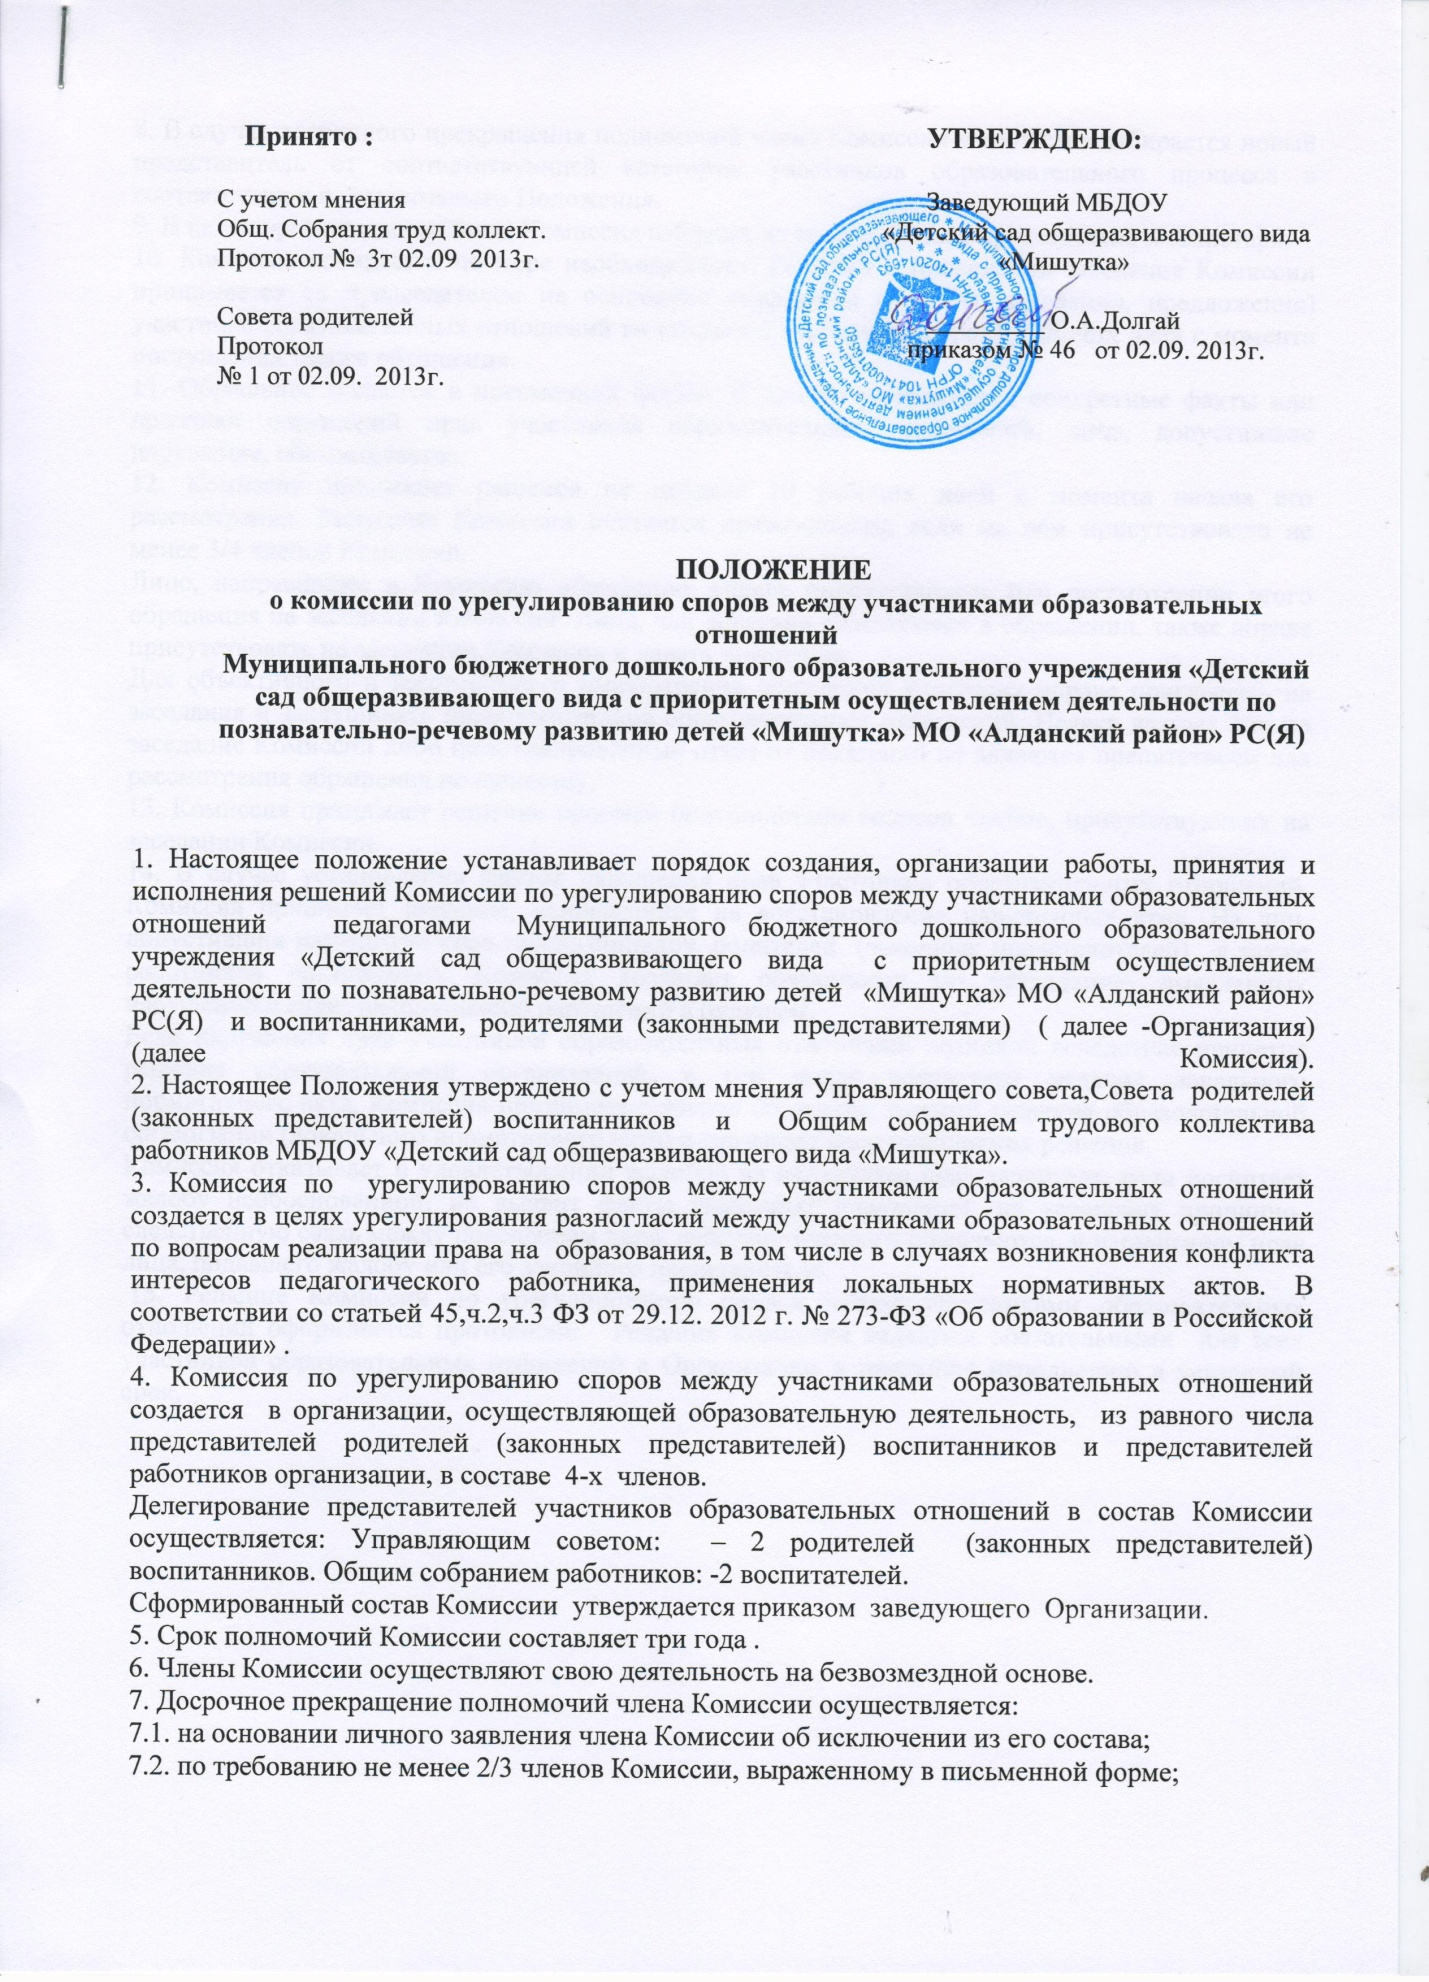 Принято :
УТВЕРЖДЕНО:
С учетом мнения
Общ. Собрания труд коллект.
Протокол № 3т 02.09 2013г.
Совета родителей
Протокол
№ 1 от 02.09. 2013г.
Заведующий МБДОУ
«Детский сад общеразвивающего вида
«Мишутка»
О.А.Долгай
приказом № 46 от 02.09. 2013г.
ПОЛОЖЕНИЕ
о комиссии по урегулированию споров между участниками образовательных
отношений
Муниципального бюджетного дошкольного образовательного учреждения «Детский
сад общеразвивающего вида с приоритетным осуществлением деятельности по
познавательно-речевому развитию детей «Мишутка» МО «Алданский район» РС(Я)
1. Настоящее положение устанавливает порядок создания, организации работы, принятия и
исполнения решений Комиссии по урегулированию споров между участниками образовательных
отношений педагогами Муниципального бюджетного дошкольного образовательного
учреждения «Детский сад общеразвивающего вида с приоритетным осуществлением
деятельности по познавательно-речевому развитию детей «Мишутка» МО «Алданский район»
РС(Я) и воспитанниками, родителями (законными представителями) ( далее -Организация)
(далее Комиссия).
2. Настоящее Положения утверждено с учетом мнения Управляющего совета,Совета родителей
(законных представителей) воспитанников и Общим собранием трудового коллектива
работников МБДОУ «Детский сад общеразвивающего вида «Мишутка».
3. Комиссия по урегулированию споров между участниками образовательных отношений
создается в целях урегулирования разногласий между участниками образовательных отношений
по вопросам реализации права на образования, в том числе в случаях возникновения конфликта
интересов педагогического работника, применения локальных нормативных актов. В
соответствии со статьей 45,ч.2,ч.3 ФЗ от 29.12. 2012 г. № 273-ФЗ «Об образовании в Российской
Федерации» .
4. Комиссия по урегулированию споров между участниками образовательных отношений
создается в организации, осуществляющей образовательную деятельность, из равного числа
представителей родителей (законных представителей) воспитанников и представителей
работников организации, в составе 4-х членов.
Делегирование представителей участников образовательных отношений в состав Комиссии
осуществляется: Управляющим советом: – 2 родителей (законных представителей)
воспитанников. Общим собранием работников: -2 воспитателей.
Сформированный состав Комиссии утверждается приказом заведующего Организации.
5. Срок полномочий Комиссии составляет три года .
6. Члены Комиссии осуществляют свою деятельность на безвозмездной основе.
7. Досрочное прекращение полномочий члена Комиссии осуществляется:
7.1. на основании личного заявления члена Комиссии об исключении из его состава;
7.2. по требованию не менее 2/3 членов Комиссии, выраженному в письменной форме;